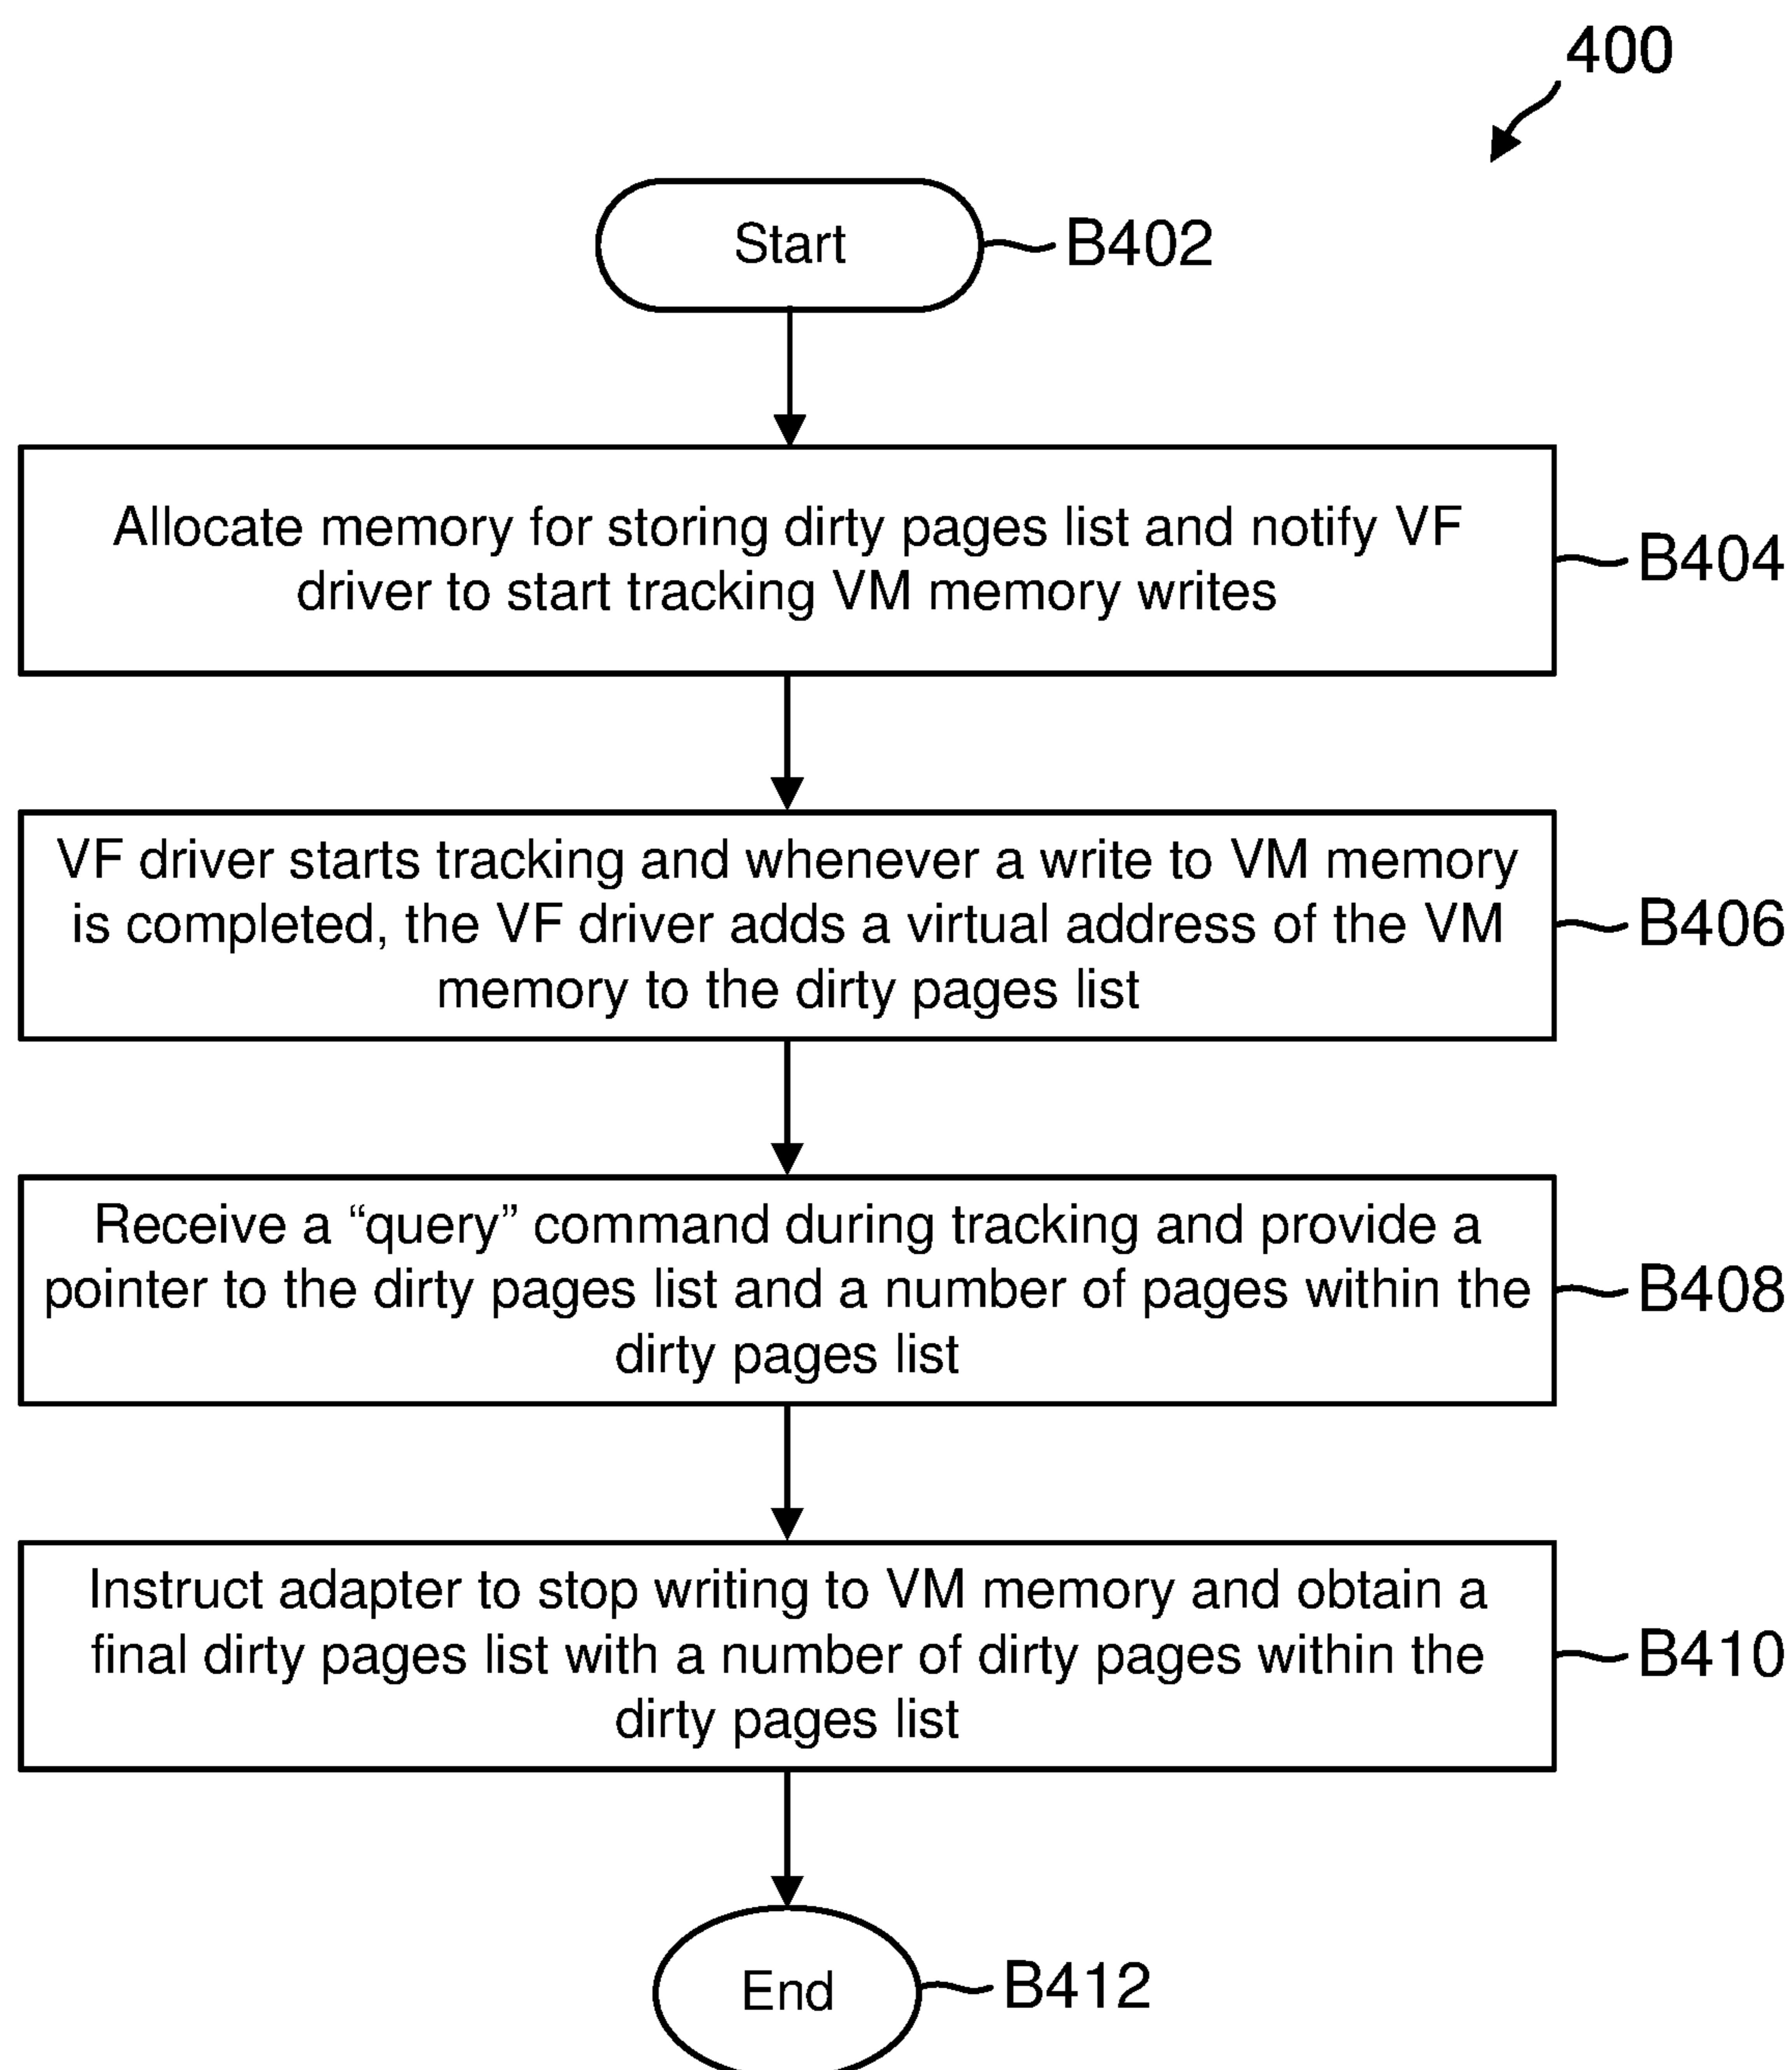 400
Start
B402
Allocate memory for storing dirty pages list and notify VF
driver to start tracking VM memory writes
B404
VF driver starts tracking and whenever a write to VM memory
is completed, the VF driver adds a virtual address of the VM
memory to the dirty pages list
B406
Receive a “query” command during tracking and provide a
pointer to the dirty pages list and a number of pages within the
dirty pages list
B408
Instruct adapter to stop writing to VM memory and obtain a
final dirty pages list with a number of dirty pages within the
dirty pages list
B410
End
B412